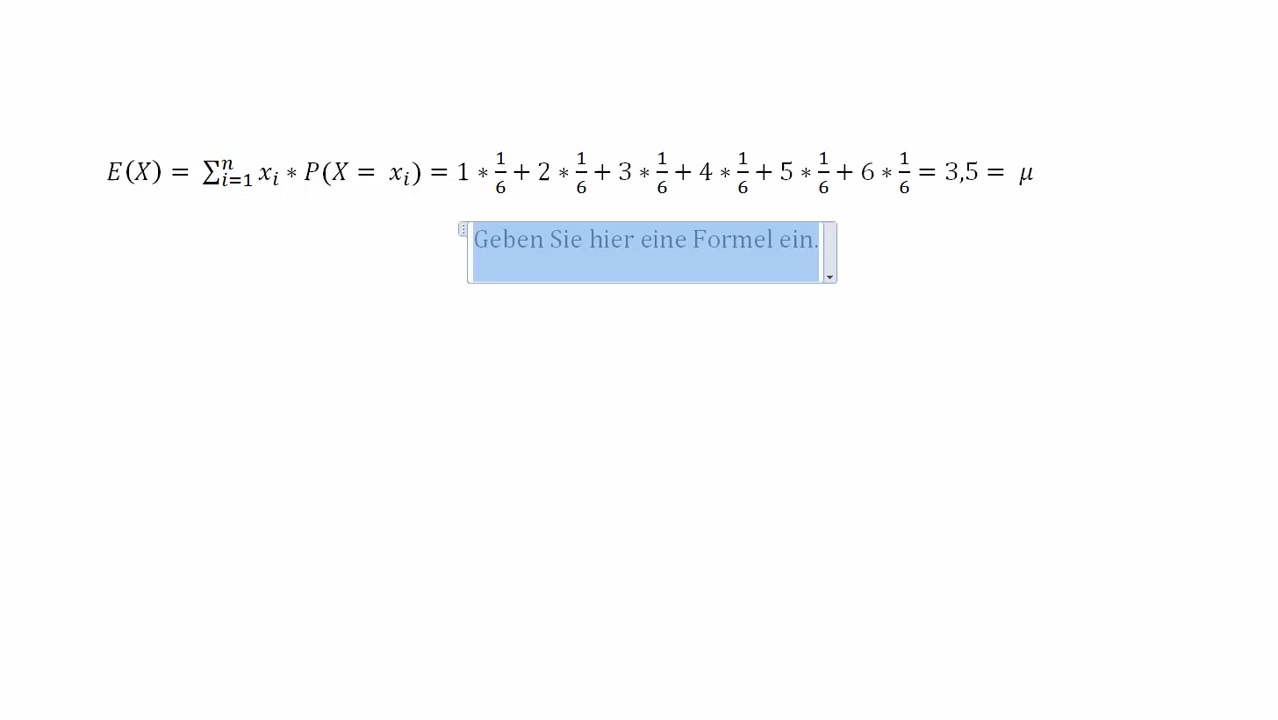 E(X) = ∑ⁿᵢ₌₁ xᵢ ∗ P(X = xᵢ) = 1 ∗ 1/6 + 2 ∗ 1/6 + 3 ∗ 1/6 + 4 ∗ 1/6 + 5 ∗ 1/6 + 6 ∗ 1/6 = 3,5 = μ
Geben Sie hier eine Formel ein.